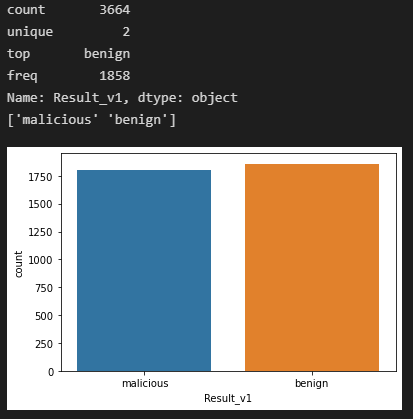 count 3664
unique 2
top benign
freq 1858
Name: Result_v1, dtype: object
['malicious' 'benign']
1750
1500
1250
1000
750
500
250
0
count
malicious benign
Result_v1